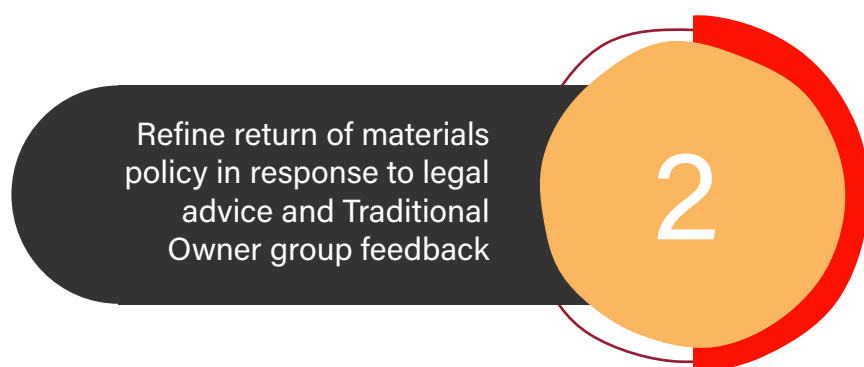 Refine return of materials
policy in response to legal
advice and Traditional
Owner group feedback
2